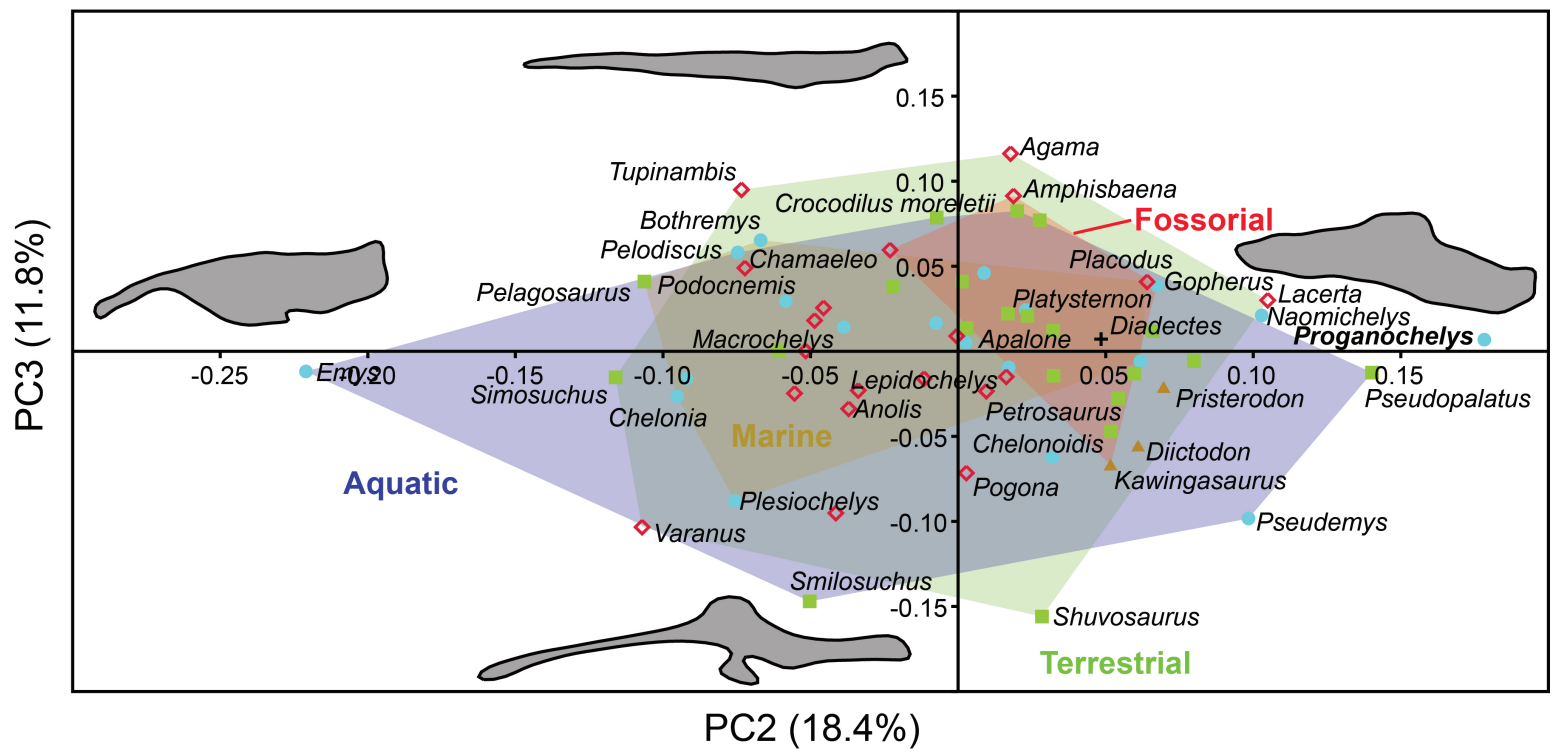 0.15
Agama
Tupinambis
0.10
Amphisbaena
Crocodilus moreletii
Bothremys
Fossorial
Pelodiscus
Chamaeleo
0.05
Placodus
Pelagosaurus
Podocnemis
Gopherus
Platysternon
Lacerta
Naomichelys
Macrochelys
Apalone
Diadectes
Proganochelys
Emys
-0.25
-0.20
-0.15
-0.10
-0.05
0.05
0.10
0.15
Simosuchus
Lepidochelys
Pristerodon
Pseudopalatus
Chelonia
Anolis
Petrosaurus
Marine
-0.05
Chelonoidis
Diictodon
Aquatic
Pogona
Kawingasaurus
Plesiochelys
-0.10
Pseudemys
Varanus
Smilosuchus
-0.15
Shuvosaurus
Terrestrial
PC3 (11.8%)
PC2 (18.4%)